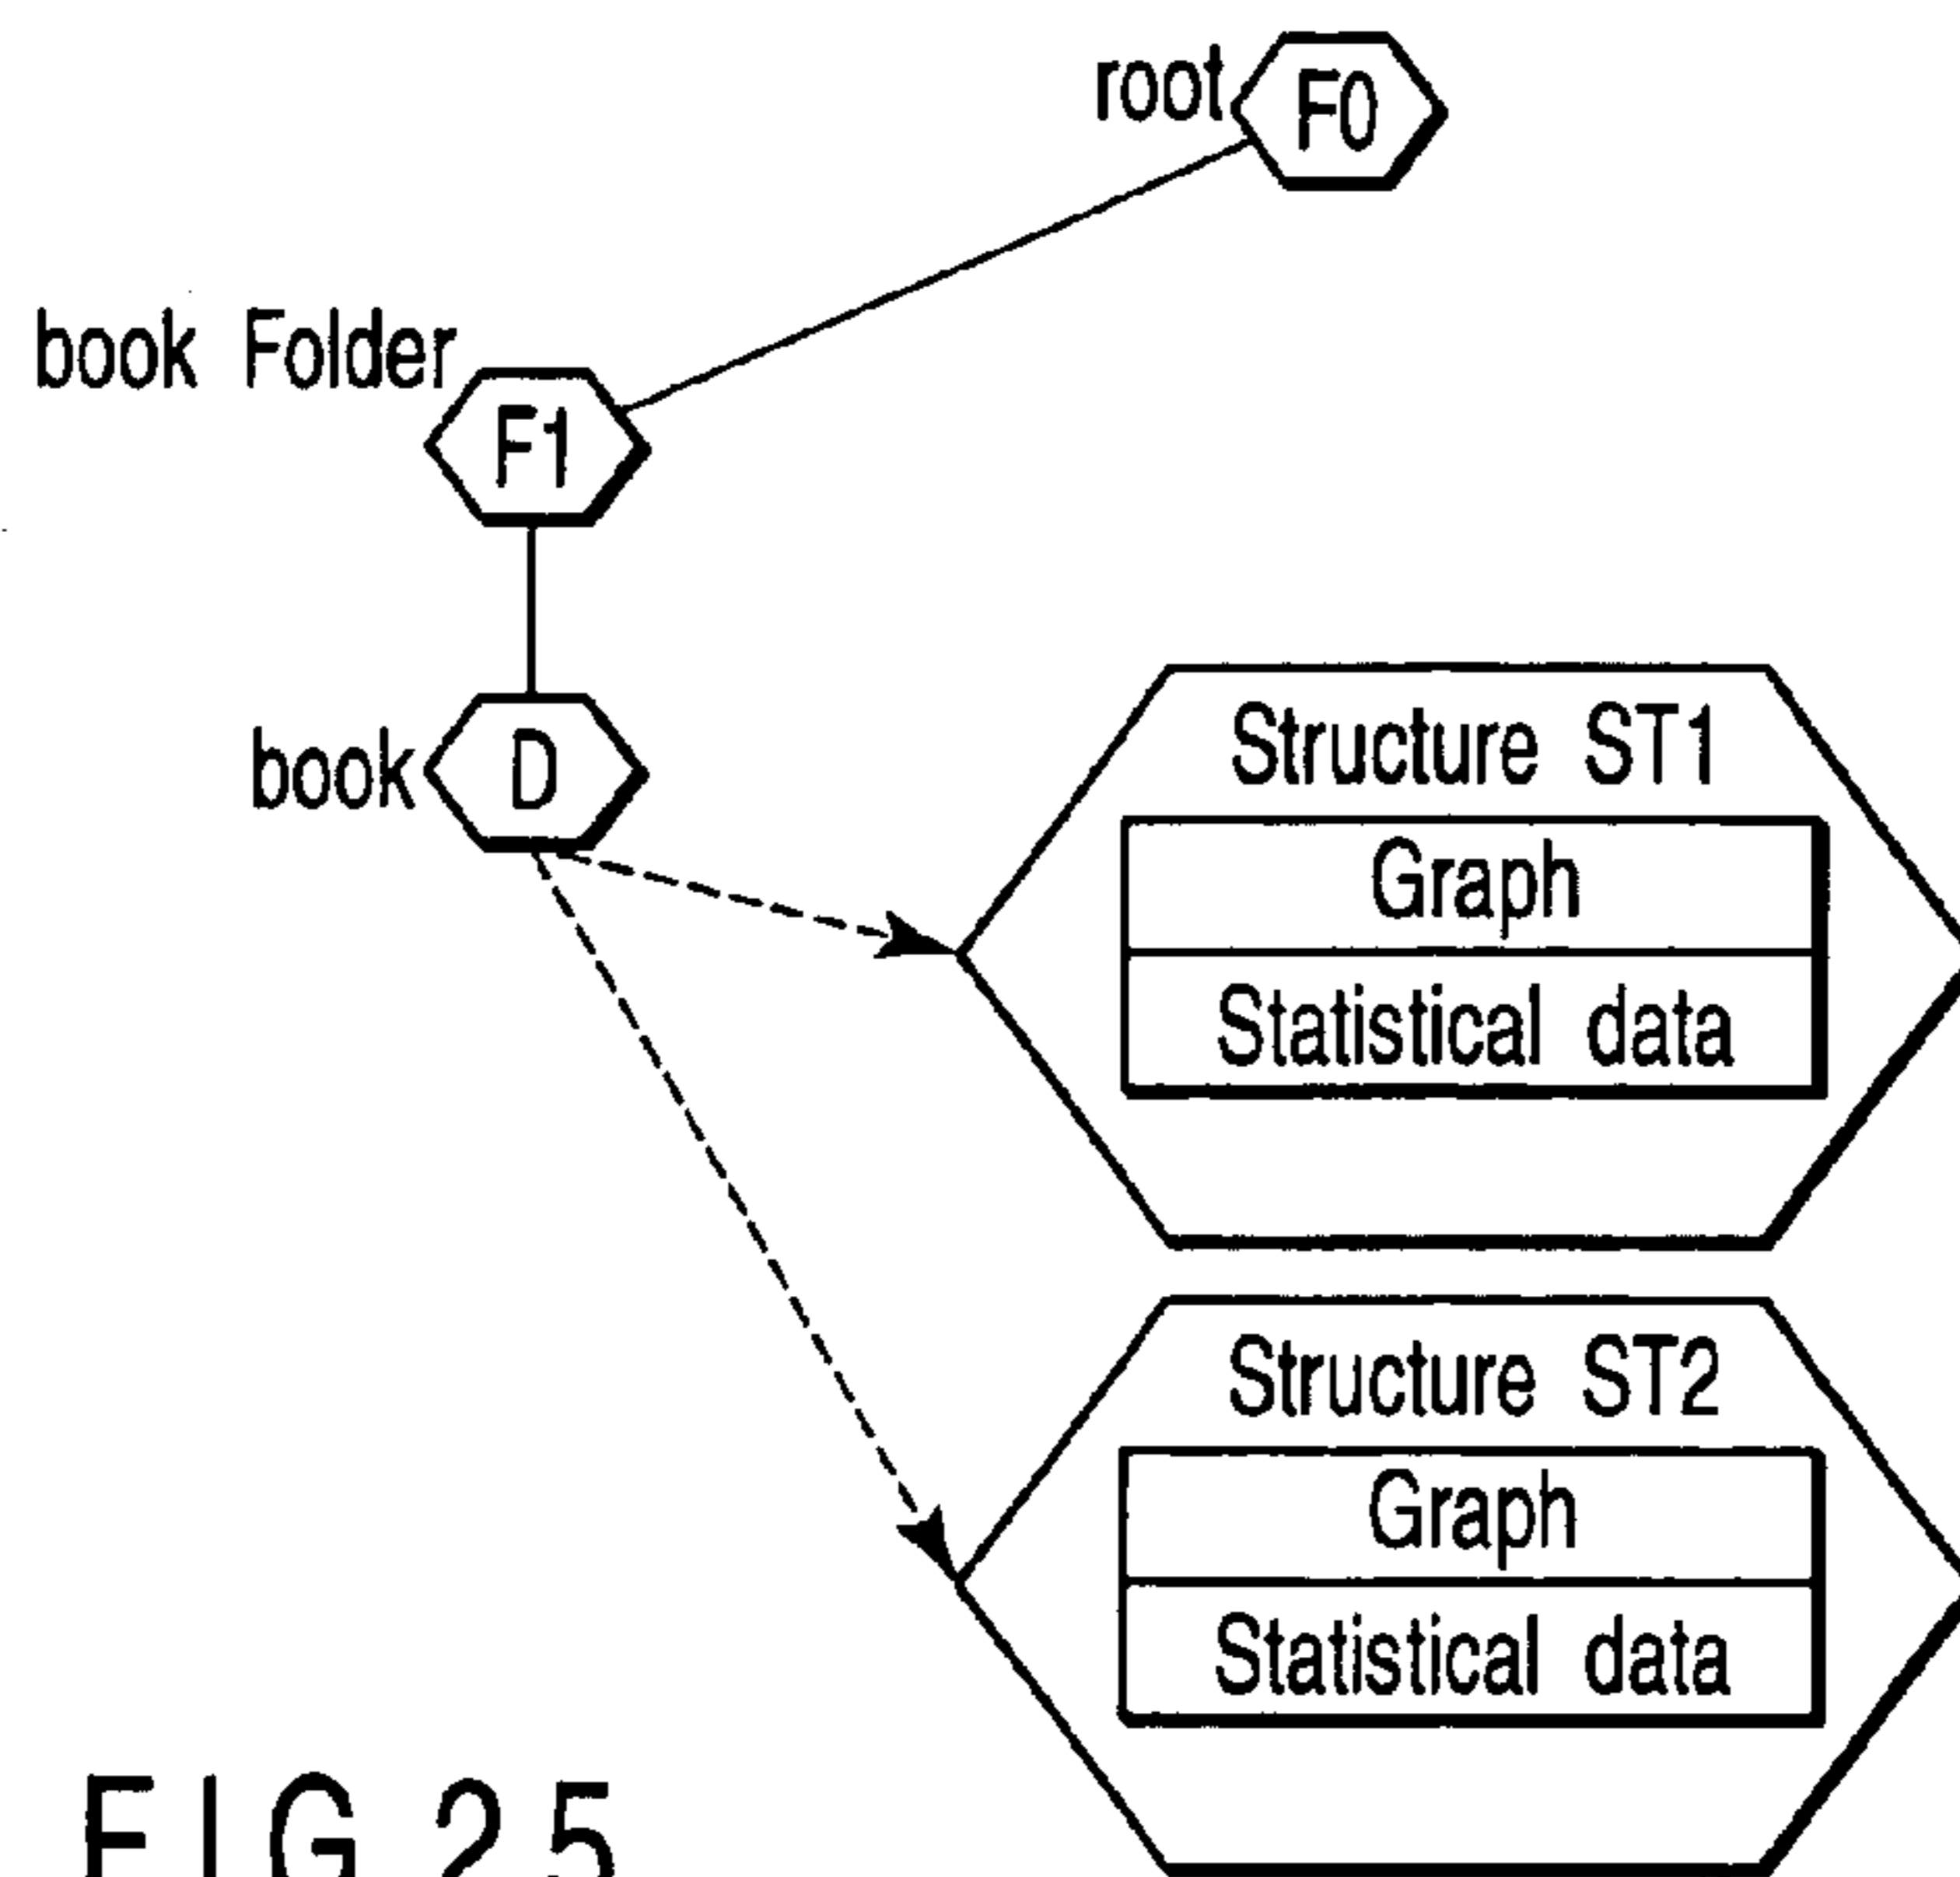 root
F0
book Folder
F1
book
D
Structure ST1
Graph
Statistical data
Structure ST2
Graph
Statistical data
FIG 25